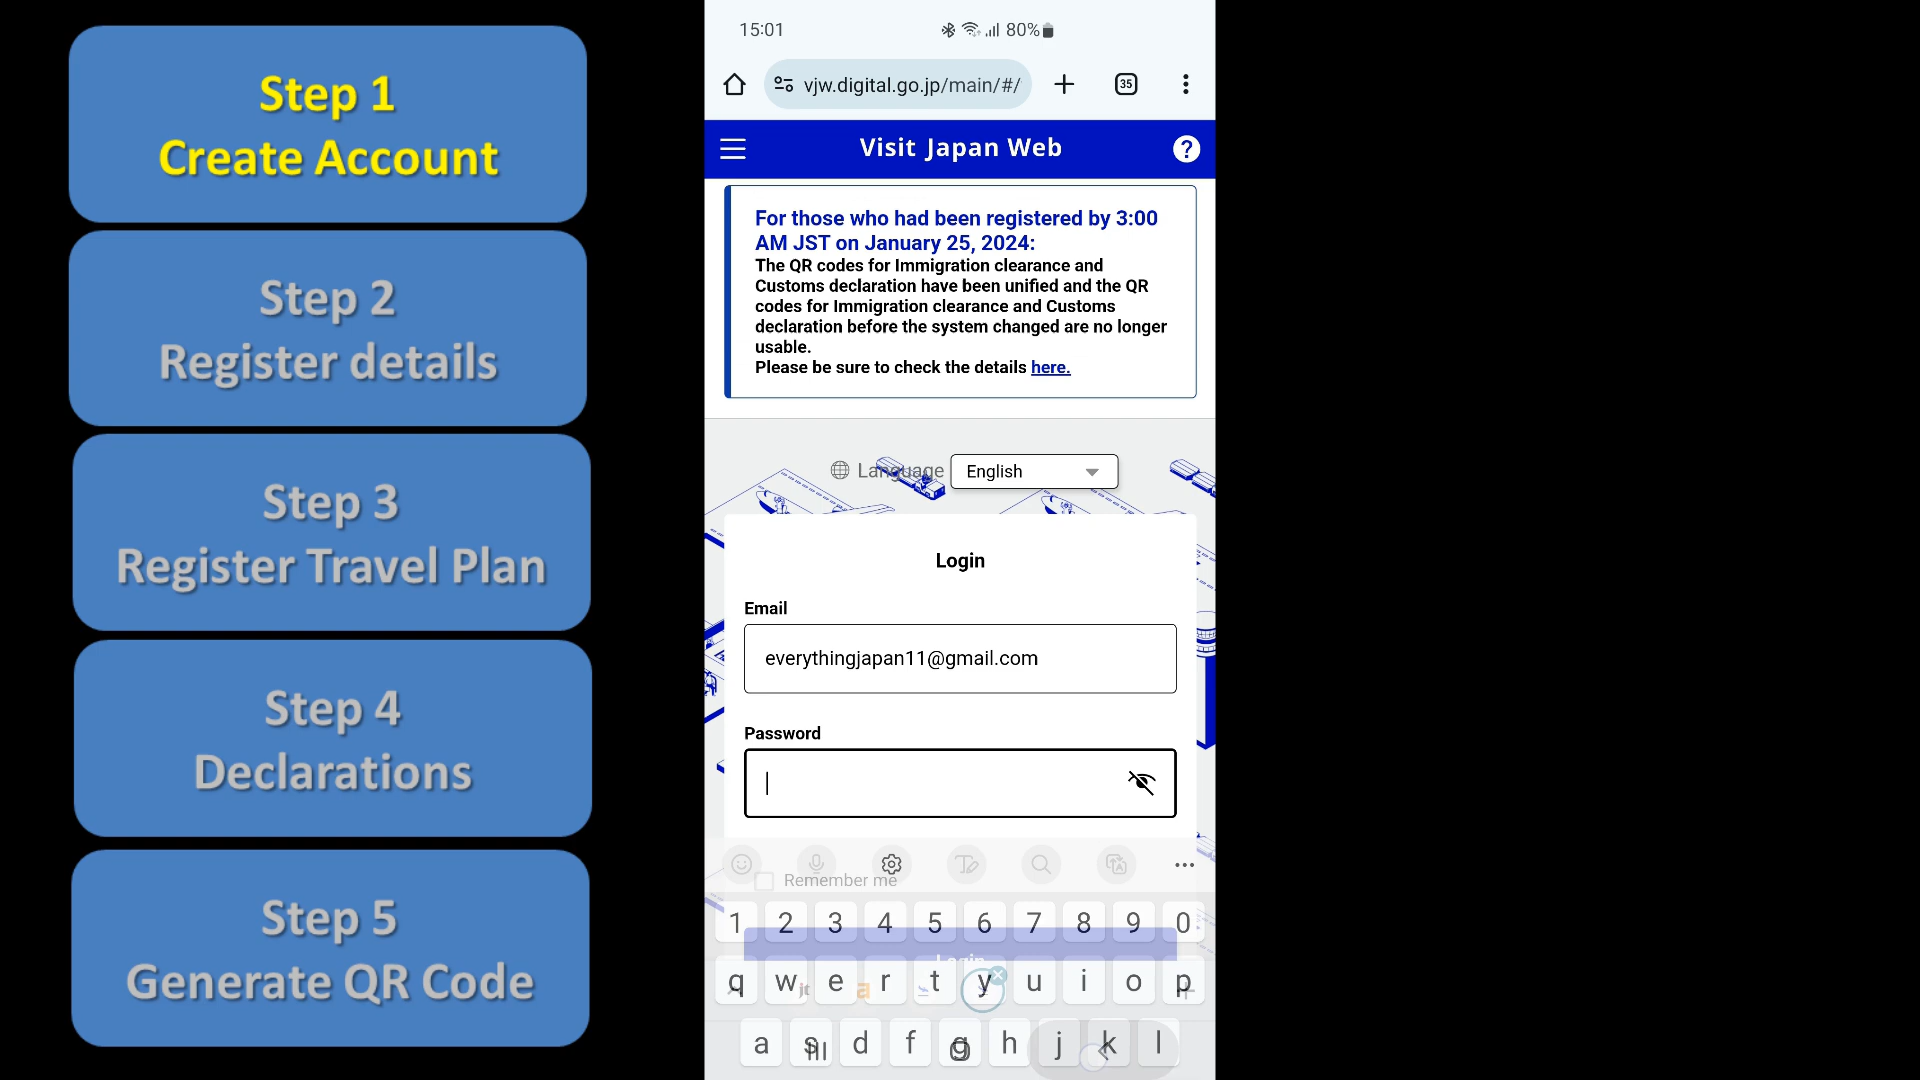 Step 1
Create Account
Step 2
Register details
Step 3
Register Travel Plan
Step 4
Declarations
Step 5
Generate QR Code
15:01
80%
vjw.digital.go.jp/main/#/
35
Visit Japan Web
?
For those who had been registered by 3:00
AM JST on January 25, 2024:
The QR codes for Immigration clearance and
Customs declaration have been unified and the QR
codes for Immigration clearance and Customs
declaration before the system changed are no longer
usable.
Please be sure to check the details here.
Language English
Login
Email
everythingjapan11@gmail.com
Password
Remember me
1 2 3 4 5 6 7 8 9 0
Login
q w e r t y u i o p
a s d f g h j k l